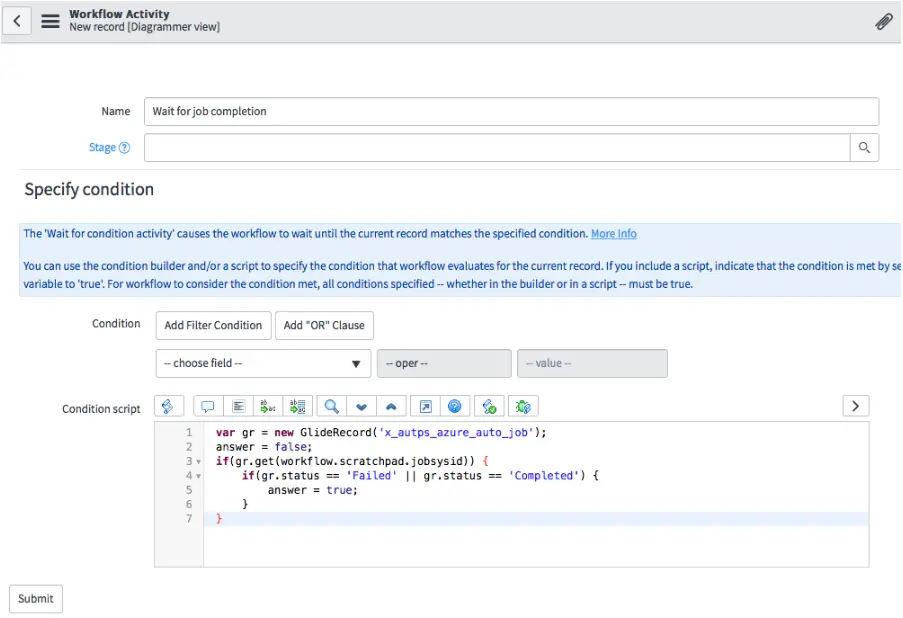 Workflow Activity
New record [Diagrammer view]
Name
Wait for job completion
Stage
Specify condition
The 'Wait for condition activity' causes the workflow to wait until the current record matches the specified condition. More Info
You can use the condition builder and/or a script to specify the condition that workflow evaluates for the current record. If you include a script, indicate that the condition is met by se
variable to 'true'. For workflow to consider the condition met, all conditions specified -- whether in the builder or in a script -- must be true.
Condition
Add Filter Condition
Add "OR" Clause
-- choose field --
-- oper --
-- value --
Condition script
1 var gr = new GlideRecord('x_autps_azure_auto_job');
2 answer = false;
3 if(gr.get(workflow.scratchpad.jobsysid)) {
4 if(gr.status == 'Failed' || gr.status == 'Completed') {
5 answer = true;
6 }
7 }
Submit